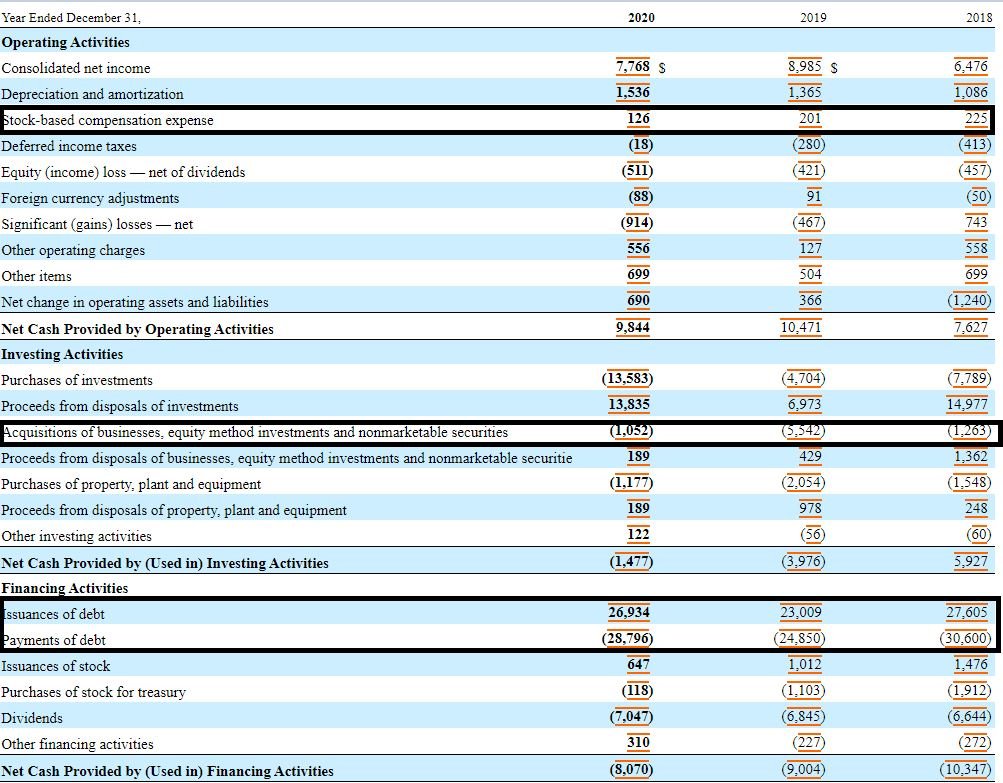 Year Ended December 31, 2020 2019 2018
Operating Activities
Consolidated net income 7,768 $ 8,985 $ 6,476
Depreciation and amortization 1,536 1,365 1,086
Stock-based compensation expense 126 201 225
Deferred income taxes (18) (280) (413)
Equity (income) loss — net of dividends (511) (421) (457)
Foreign currency adjustments (88) 91 (50)
Significant (gains) losses — net (914) (467) 743
Other operating charges 556 127 558
Other items 699 504 699
Net change in operating assets and liabilities 690 366 (1,240)
Net Cash Provided by Operating Activities 9,844 10,471 7,627
Investing Activities
Purchases of investments (13,583) (4,704) (7,789)
Proceeds from disposals of investments 13,835 6,973 14,977
Acquisitions of businesses, equity method investments and nonmarketable securities (1,052) (5,542) (1,263)
Proceeds from disposals of businesses, equity method investments and nonmarketable securitie 189 429 1,362
Purchases of property, plant and equipment (1,177) (2,054) (1,548)
Proceeds from disposals of property, plant and equipment 189 978 248
Other investing activities 122 (56) (60)
Net Cash Provided by (Used in) Investing Activities (1,477) (3,976) 5,927
Financing Activities
Issuances of debt 26,934 23,009 27,605
Payments of debt (28,796) (24,850) (30,600)
Issuances of stock 647 1,012 1,476
Purchases of stock for treasury (118) (1,103) (1,912)
Dividends (7,047) (6,845) (6,644)
Other financing activities 310 (227) (272)
Net Cash Provided by (Used in) Financing Activities (8,070) (9,004) (10,347)